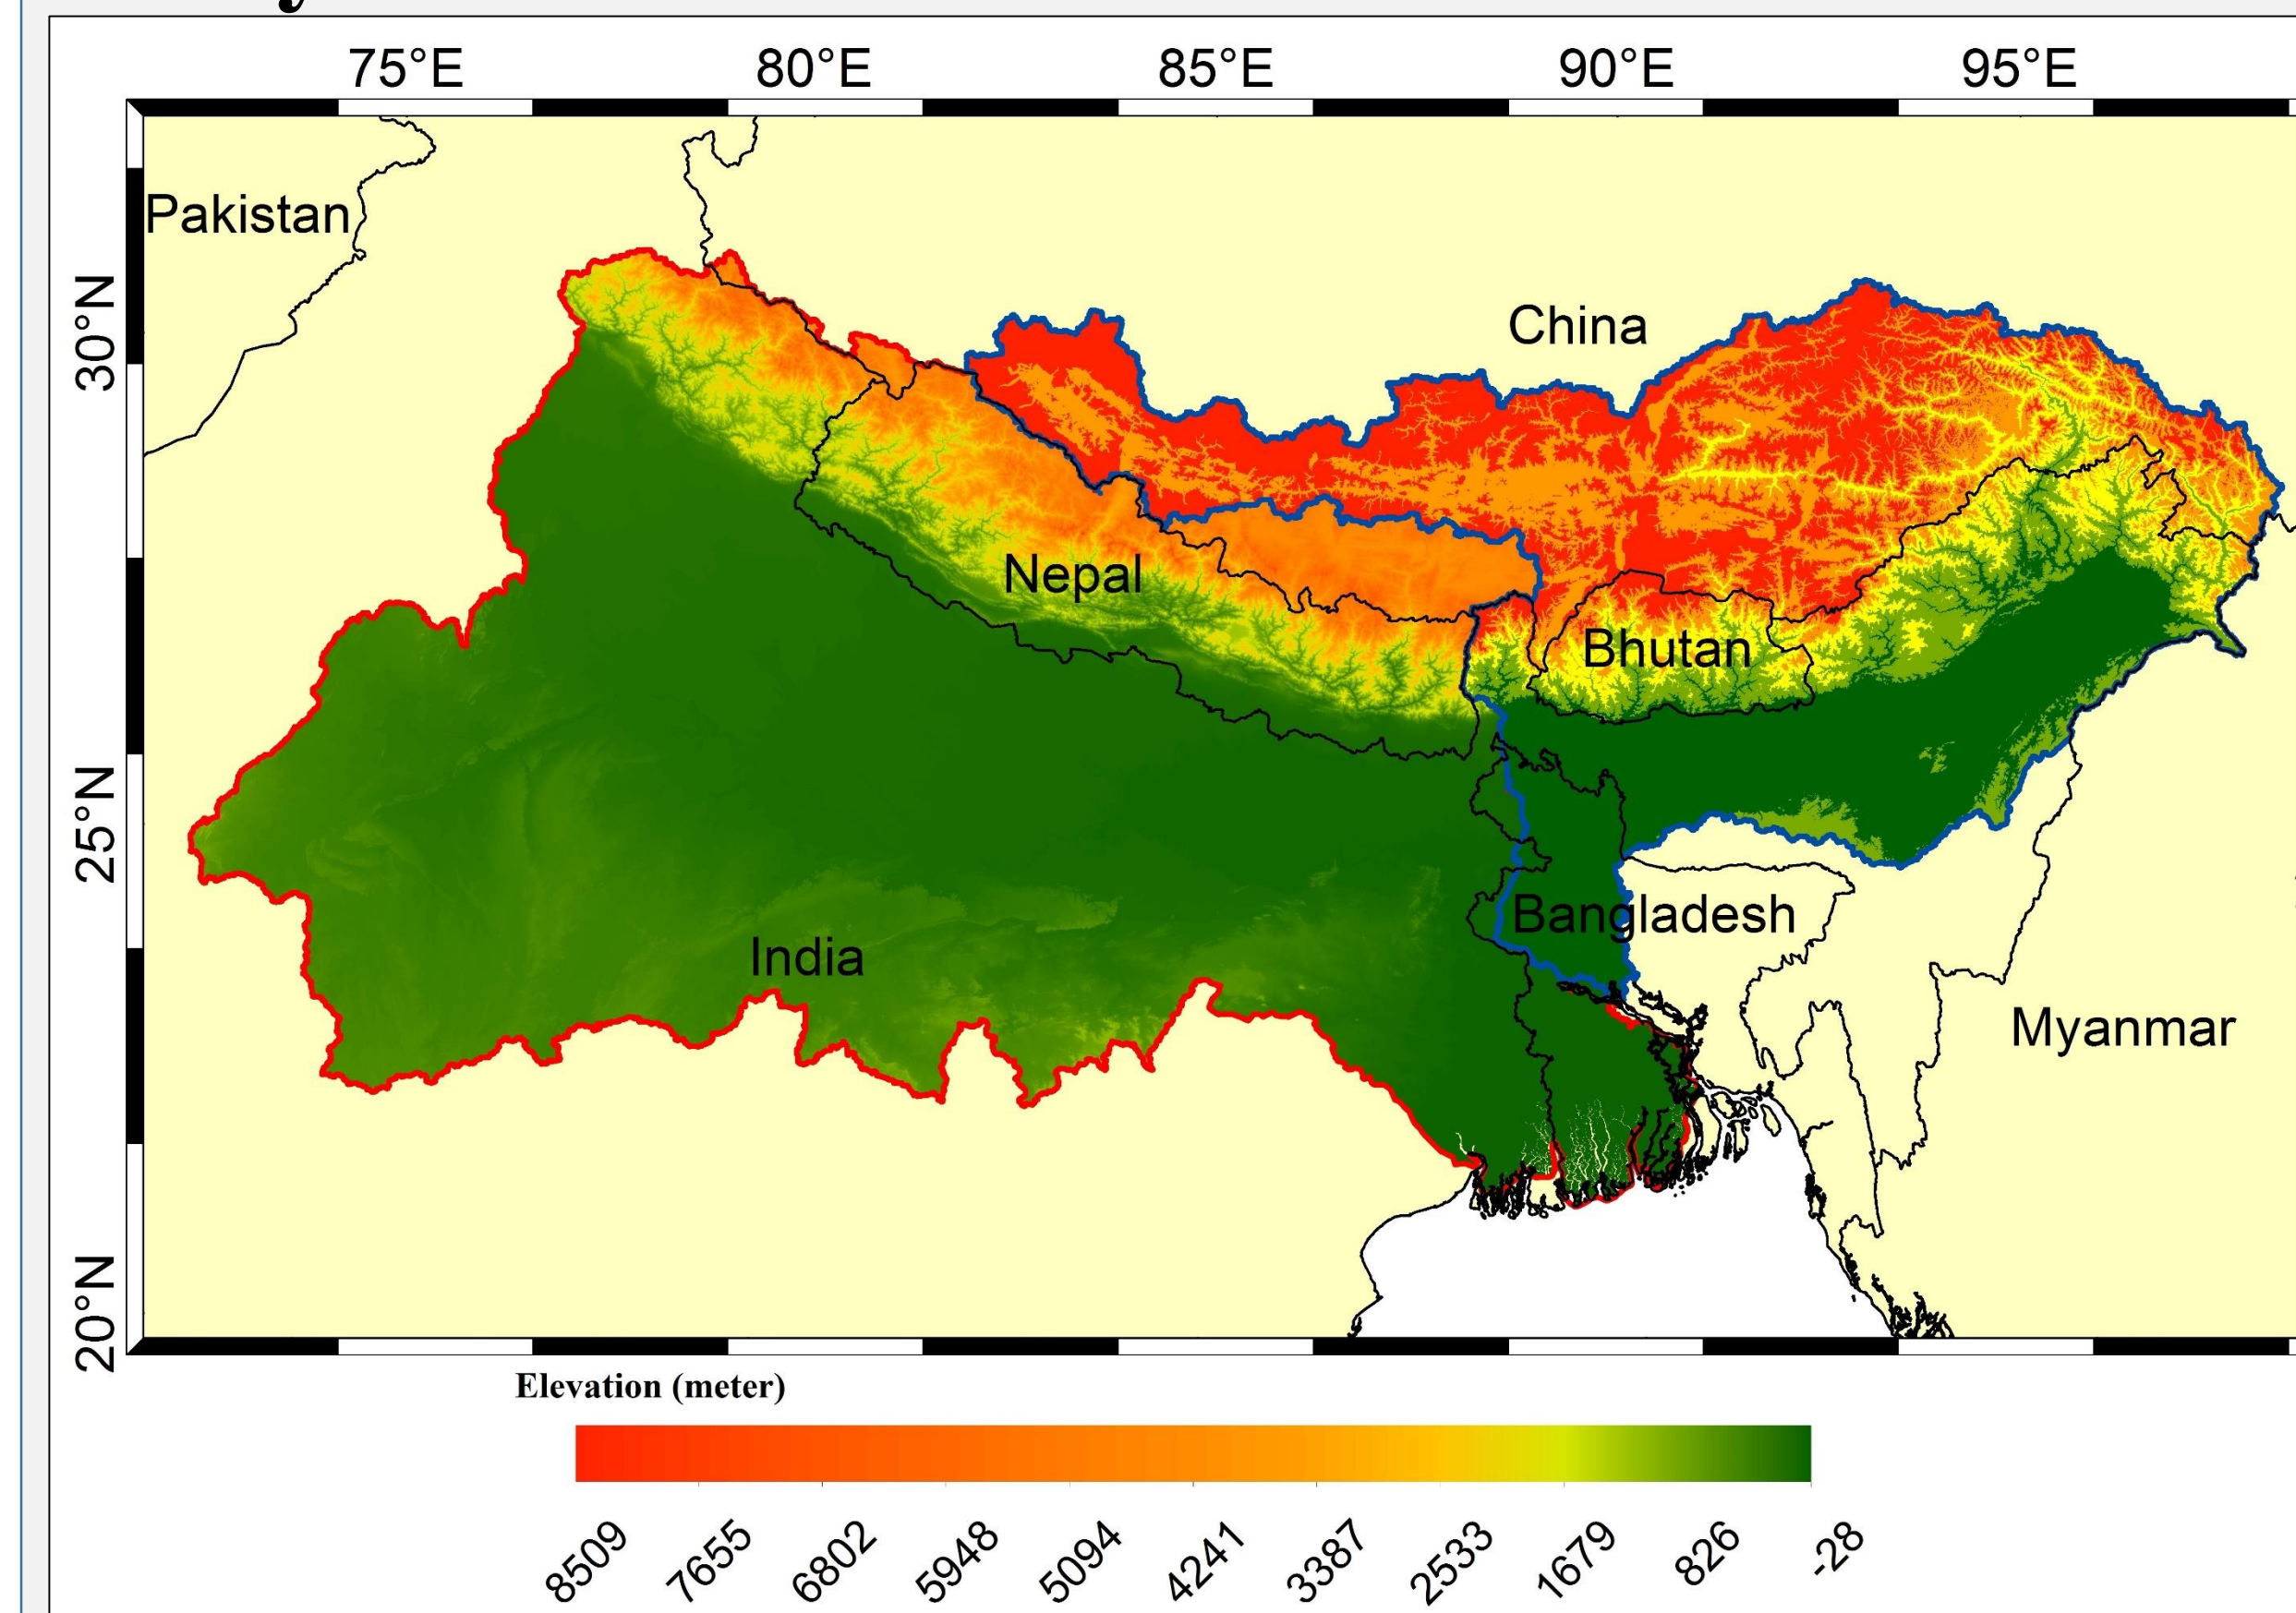 75°E 80°E 85°E 90°E 95°E
Pakistan
30°N
China
Nepal
Bhutan
25°N
Bangladesh
India
Myanmar
20°N
Elevation (meter)
8509 7655 6802 5948 5094 4241 3387 2533 1679 826 -28